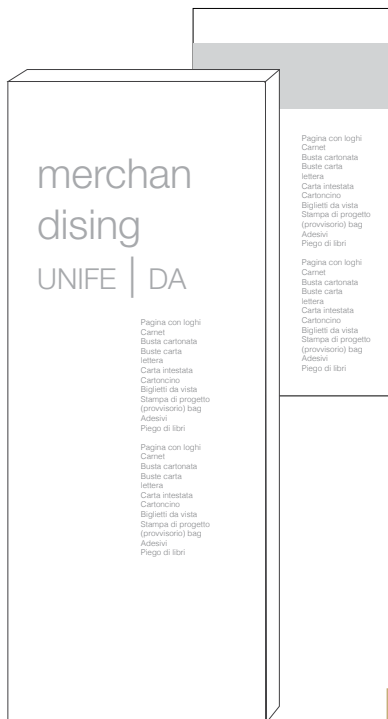 merchan
dising
UNIFE | DA
Pagina con loghi
Carnet
Busta cartonata
Buste carta
lettera
Carta intestata
Cartoncino
Biglietti da vista
Stampa di progetto
(provvisorio) bag
Adesivi
Piego di libri
Pagina con loghi
Carnet
Busta cartonata
Buste carta
lettera
Carta intestata
Cartoncino
Biglietti da vista
Stampa di progetto
(provvisorio) bag
Adesivi
Piego di libri
Pagina con loghi
Carnet
Busta cartonata
Buste carta
lettera
Carta intestata
Cartoncino
Biglietti da vista
Stampa di progetto
(provvisorio) bag
Adesivi
Piego di libri
Pagina con loghi
Carnet
Busta cartonata
Buste carta
lettera
Carta intestata
Cartoncino
Biglietti da vista
Stampa di progetto
(provvisorio) bag
Adesivi
Piego di libri